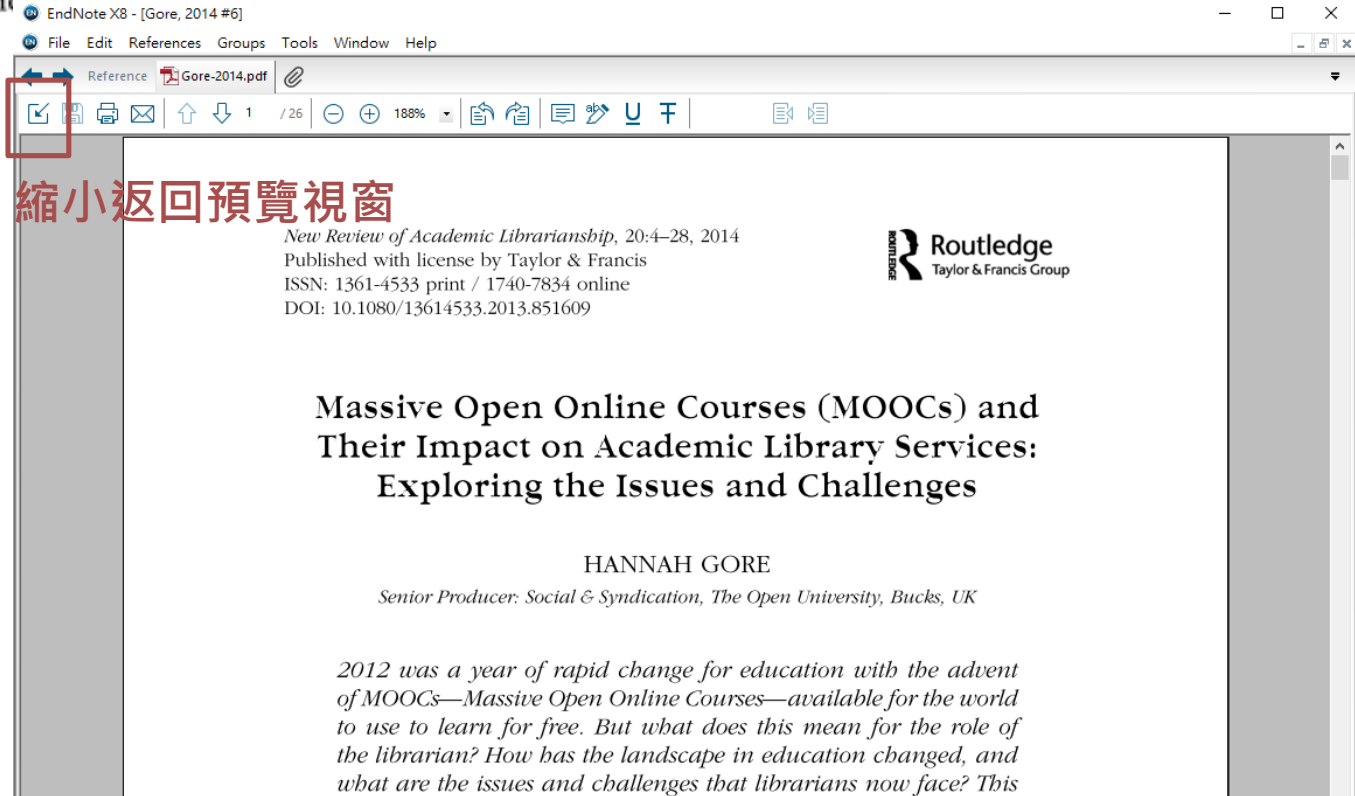 EndNote X8 - [Gore, 2014 #6]
File Edit References Groups Tools Window Help
Reference Gore-2014.pdf
1 / 26 188%
縮小返回預覽視窗
New Review of Academic Librarianship, 20:4–28, 2014
Published with license by Taylor & Francis
ISSN: 1361-4533 print / 1740-7834 online
DOI: 10.1080/13614533.2013.851609
ROUTLEDGE
Routledge
Taylor & Francis Group
Massive Open Online Courses (MOOCs) and
Their Impact on Academic Library Services:
Exploring the Issues and Challenges
HANNAH GORE
Senior Producer: Social & Syndication, The Open University, Bucks, UK
2012 was a year of rapid change for education with the advent
of MOOCs—Massive Open Online Courses—available for the world
to use to learn for free. But what does this mean for the role of
the librarian? How has the landscape in education changed, and
what are the issues and challenges that librarians now face? This